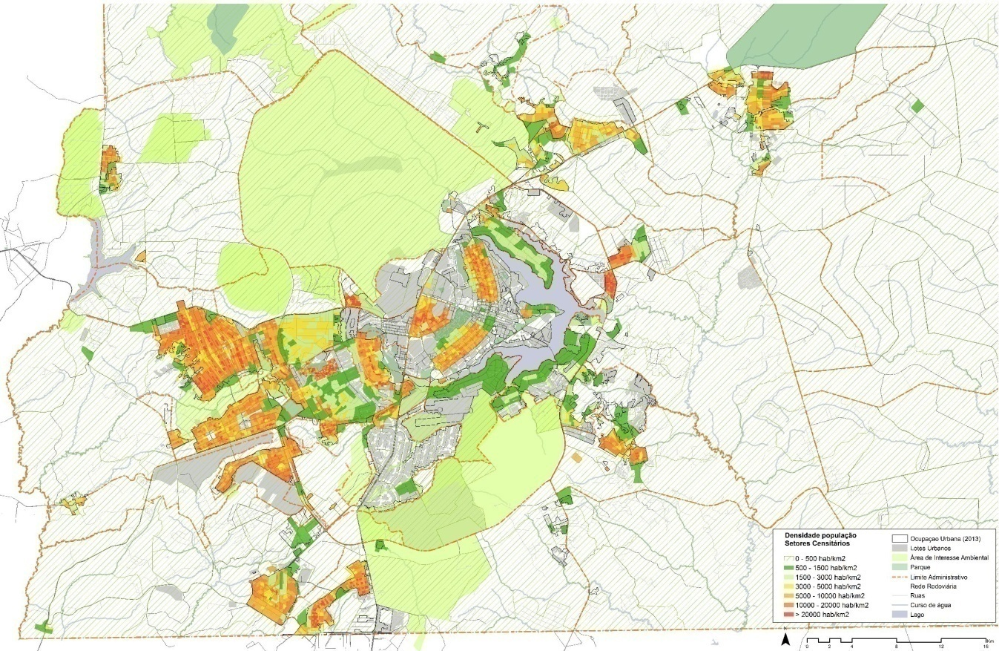 Densidade população
Setores Censitários
0 - 500 hab/km2
500 - 1500 hab/km2
1500 - 3000 hab/km2
3000 - 5000 hab/km2
5000 - 10000 hab/km2
10000 - 20000 hab/km2
> 20000 hab/km2
Ocupaçao Urbana (2013)
Lotes Urbanos
Área de Interesse Ambiental
Parque
Limite Administrativo
Rede Rodoviária
Ruas
Curso de água
Lago
N
0 2 4 8 12 16 Km